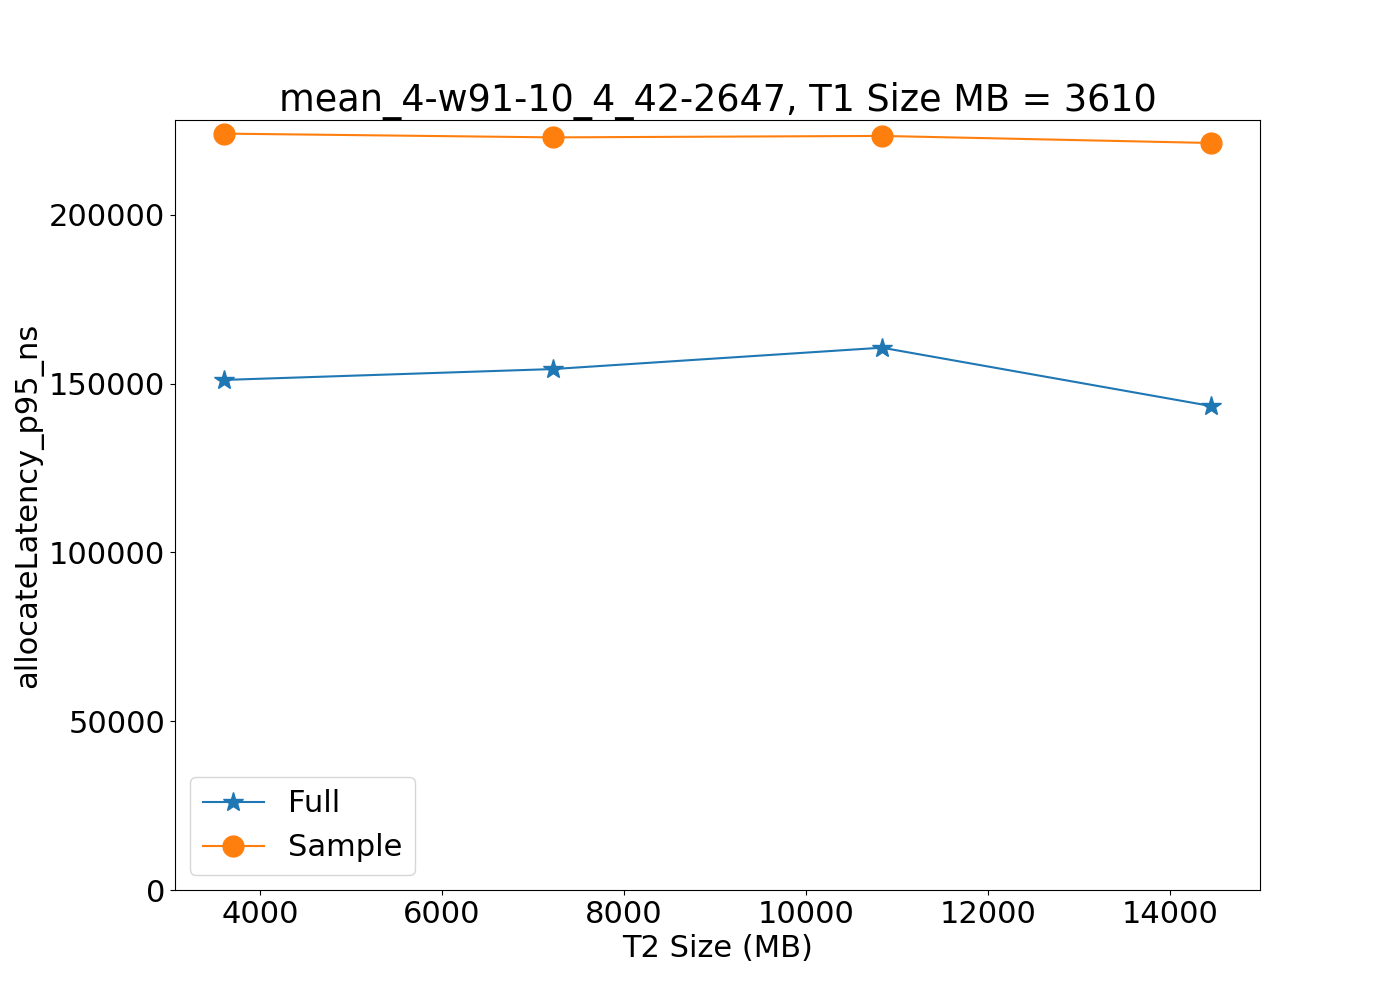 mean_4-w91-10_4_42-2647, T1 Size MB = 3610
allocateLatency_p95_ns
200000
150000
100000
50000
0
Full
Sample
4000 6000 8000 10000 12000 14000
T2 Size (MB)